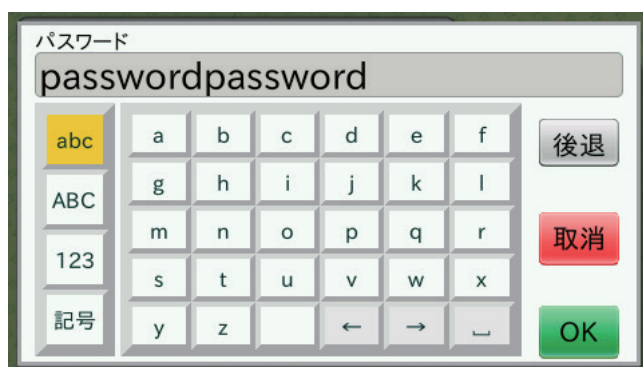 パスワード
passwordpassword
abc a b c d e f 後退
ABC g h i j k l
m n o p q r 取消
123 s t u v w x
記号 y z ← → ⎵ OK